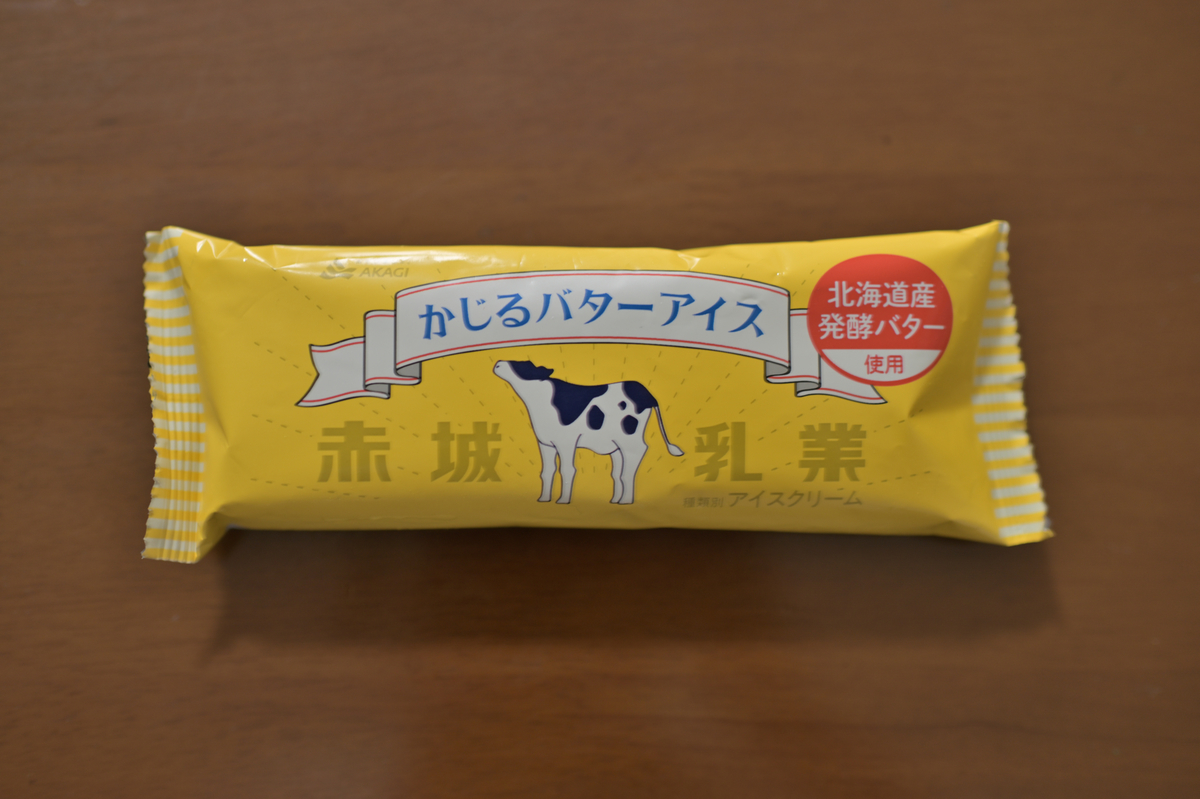 AKAGI
かじるバターアイス
北海道産
発酵バター
使用
赤城 乳業
種類別 アイスクリーム